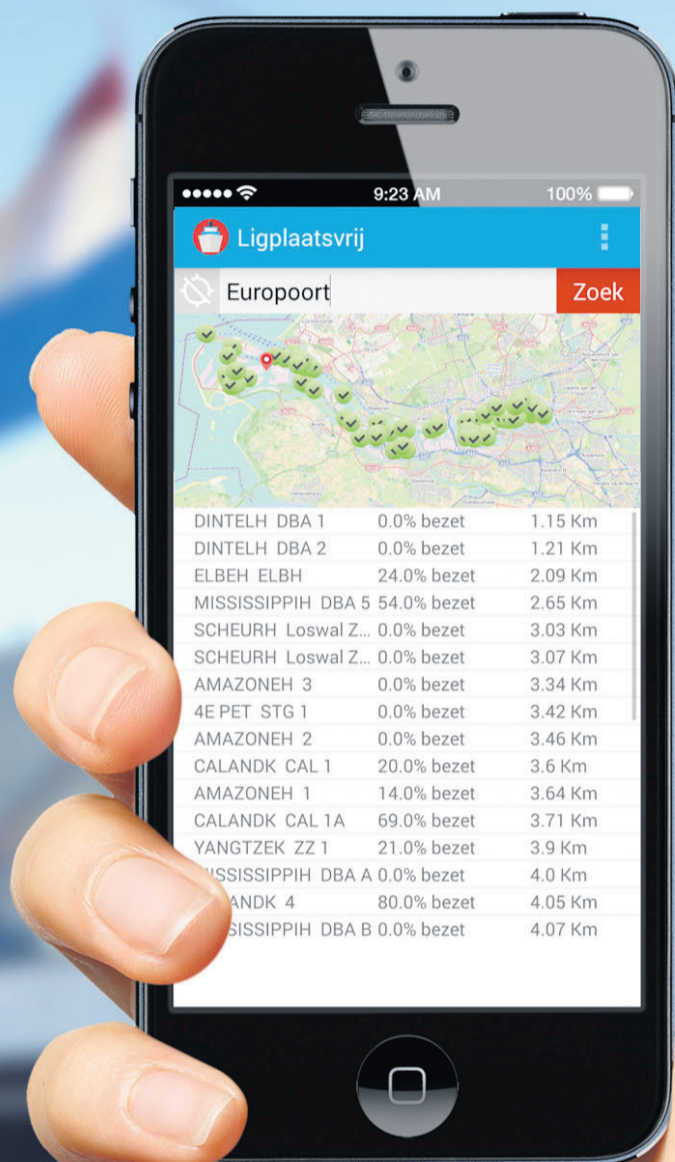 9:23 AM 100%
Ligplaatsvrij
Europoort Zoek
DINTELH DBA 1 0.0% bezet 1.15 Km
DINTELH DBA 2 0.0% bezet 1.21 Km
ELBEH ELBH 24.0% bezet 2.09 Km
MISSISSIPPIH DBA 5 54.0% bezet 2.65 Km
SCHEURH Loswal Z... 0.0% bezet 3.03 Km
SCHEURH Loswal Z... 0.0% bezet 3.07 Km
AMAZONEH 3 0.0% bezet 3.34 Km
4E PET STG 1 0.0% bezet 3.42 Km
AMAZONEH 2 0.0% bezet 3.46 Km
CALANDK CAL 1 20.0% bezet 3.6 Km
AMAZONEH 1 14.0% bezet 3.64 Km
CALANDK CAL 1A 69.0% bezet 3.71 Km
YANGTZEK ZZ 1 21.0% bezet 3.9 Km
ISSISSIPPIH DBA A 0.0% bezet 4.0 Km
ANDK 4 80.0% bezet 4.05 Km
SISSIPPIH DBA B 0.0% bezet 4.07 Km